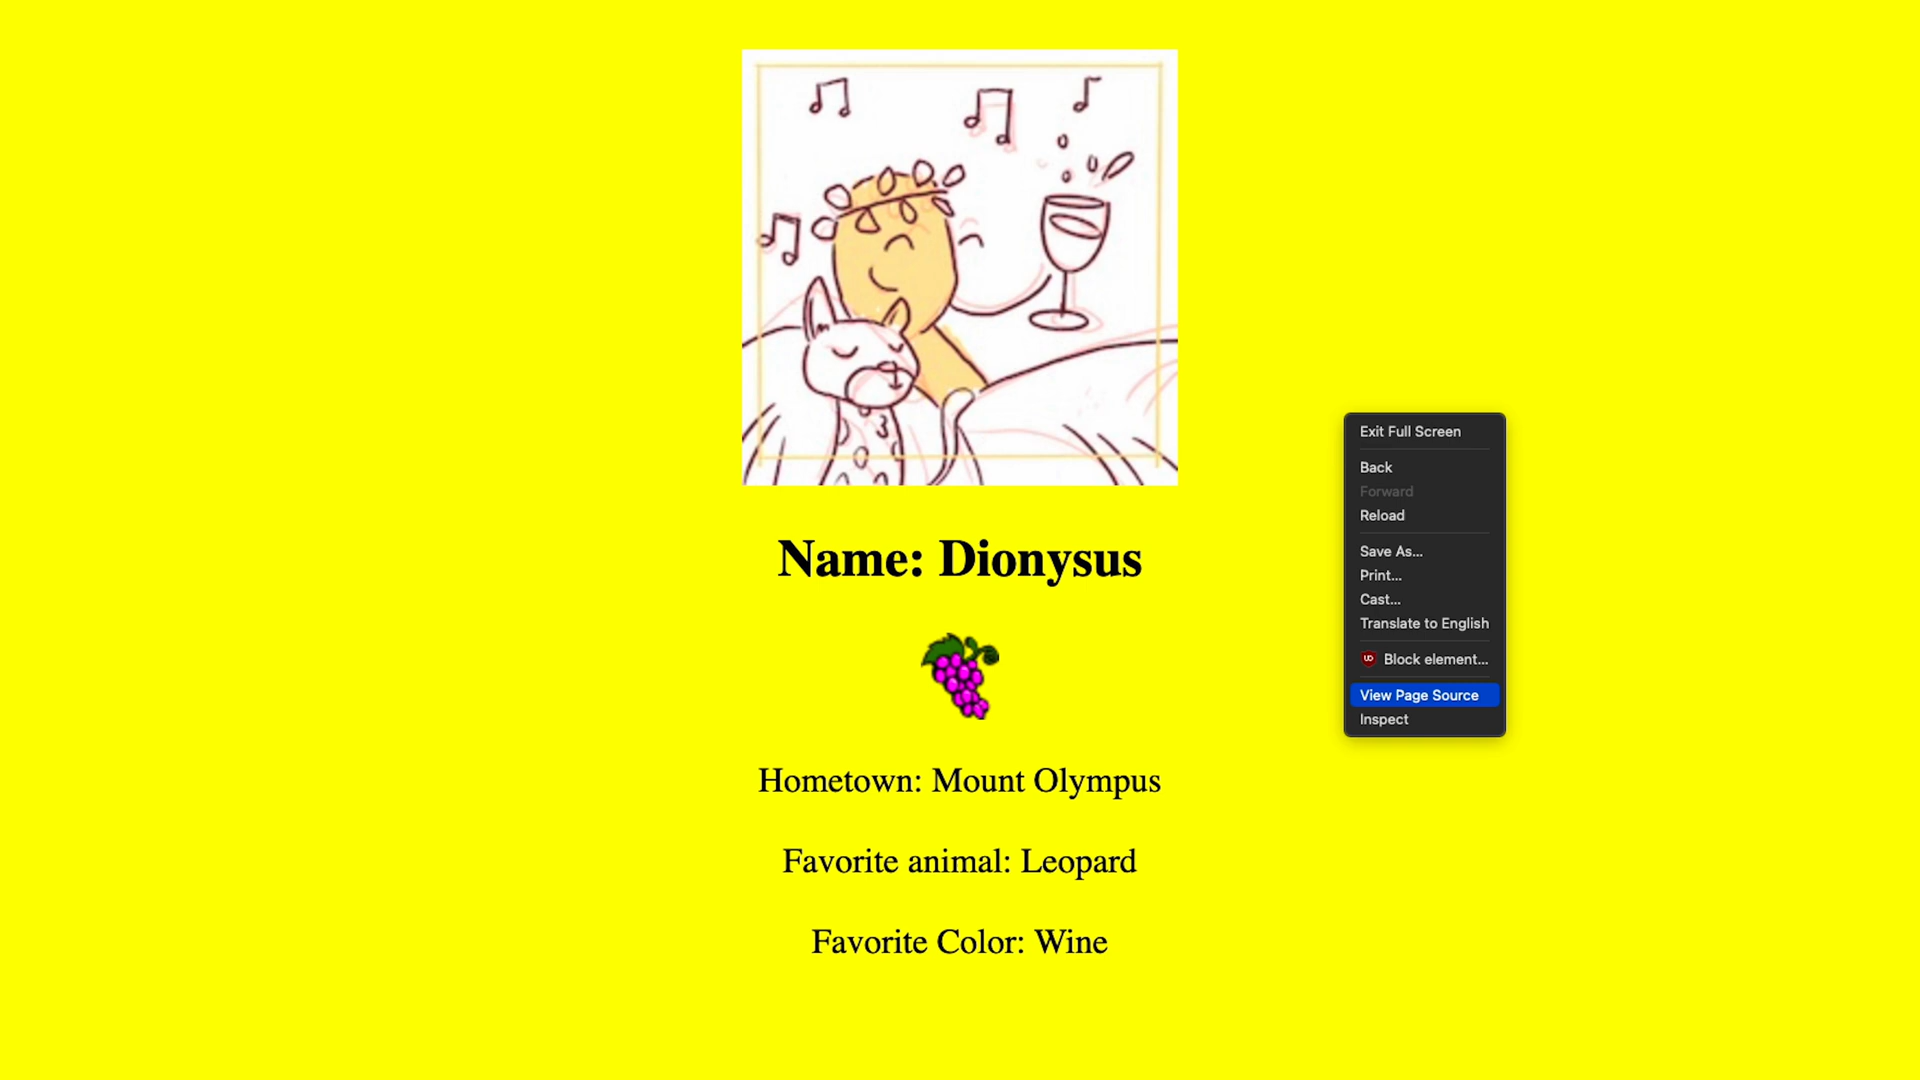 Name: Dionysus
Hometown: Mount Olympus
Favorite animal: Leopard
Favorite Color: Wine
Exit Full Screen
Back
Forward
Reload
Save As...
Print...
Cast...
Translate to English
Block element...
View Page Source
Inspect